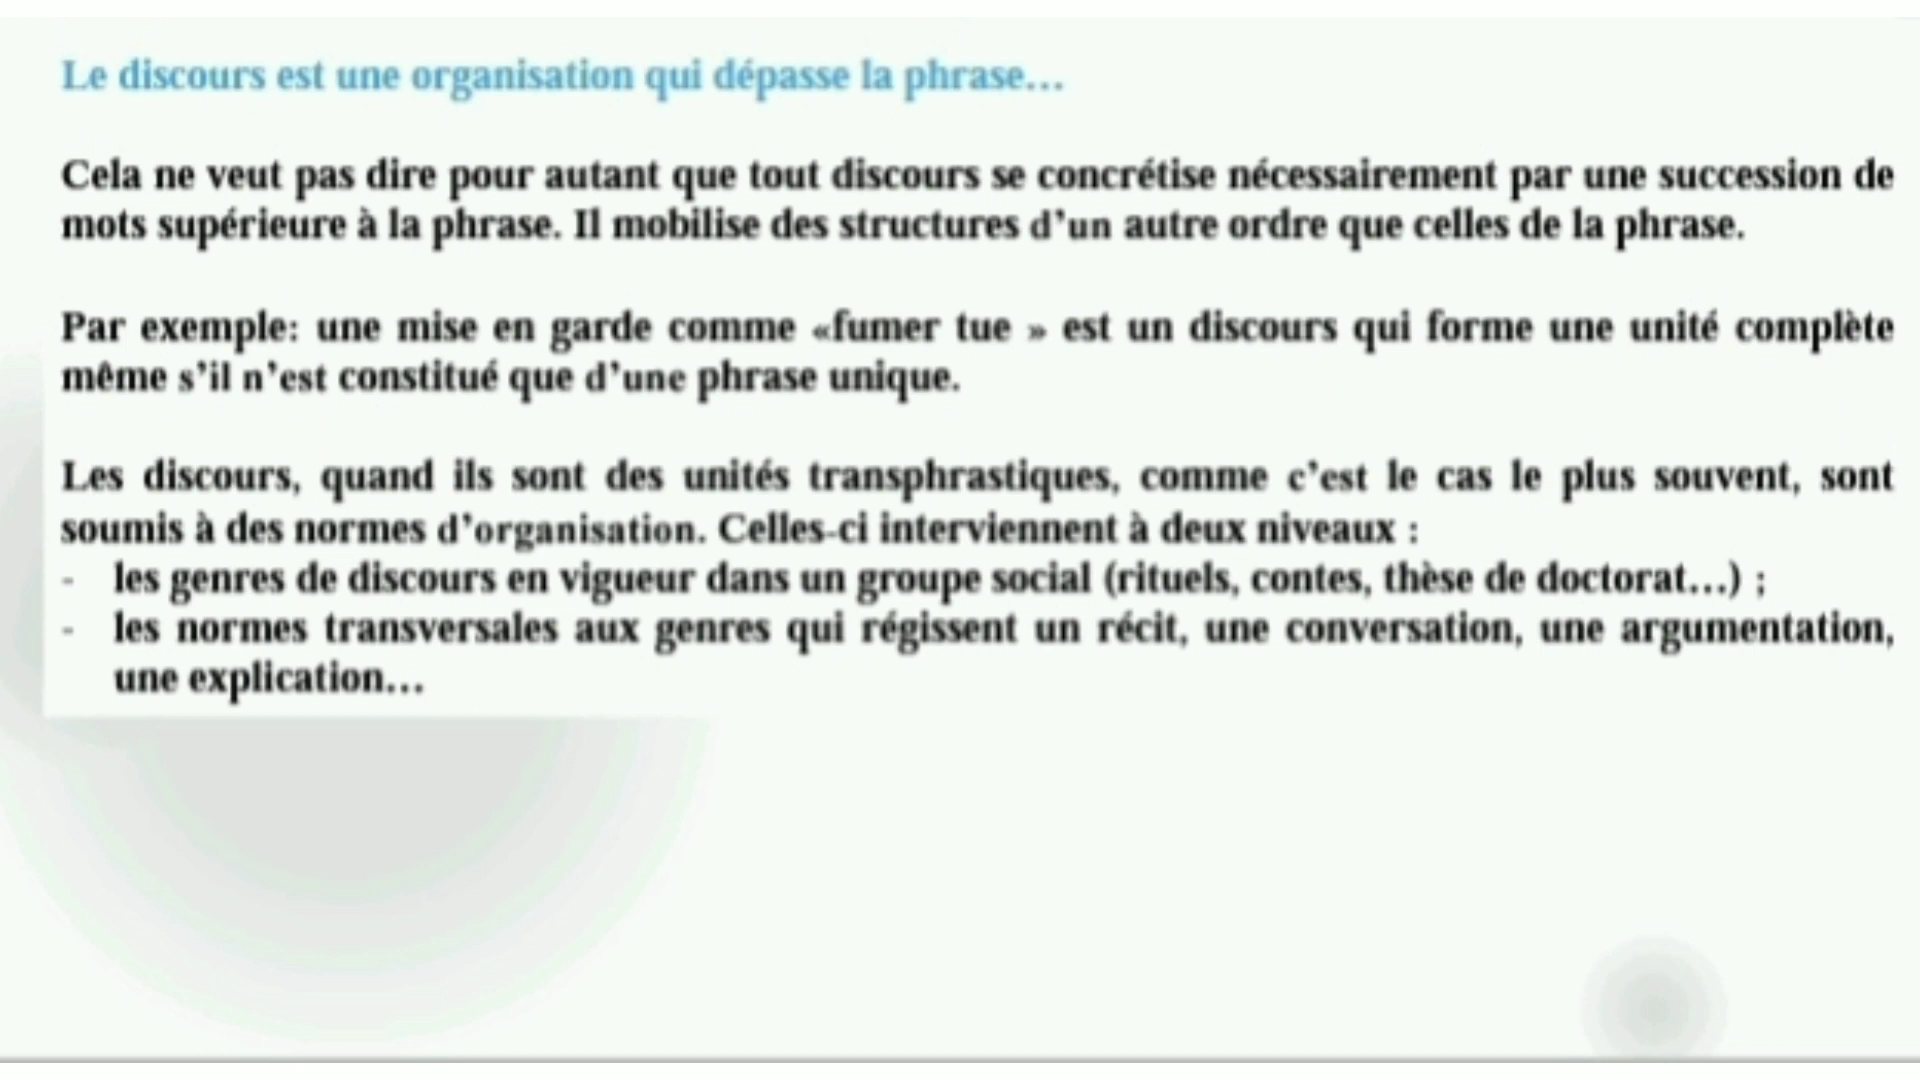 Le discours est une organisation qui dépasse la phrase…
Cela ne veut pas dire pour autant que tout discours se concrétise nécessairement par une succession de
mots supérieure à la phrase. Il mobilise des structures d’un autre ordre que celles de la phrase.
Par exemple: une mise en garde comme «fumer tue » est un discours qui forme une unité complète
même s’il n’est constitué que d’une phrase unique.
Les discours, quand ils sont des unités transphrastiques, comme c’est le cas le plus souvent, sont
soumis à des normes d’organisation. Celles-ci interviennent à deux niveaux :
- les genres de discours en vigueur dans un groupe social (rituels, contes, thèse de doctorat…) ;
- les normes transversales aux genres qui régissent un récit, une conversation, une argumentation,
une explication…